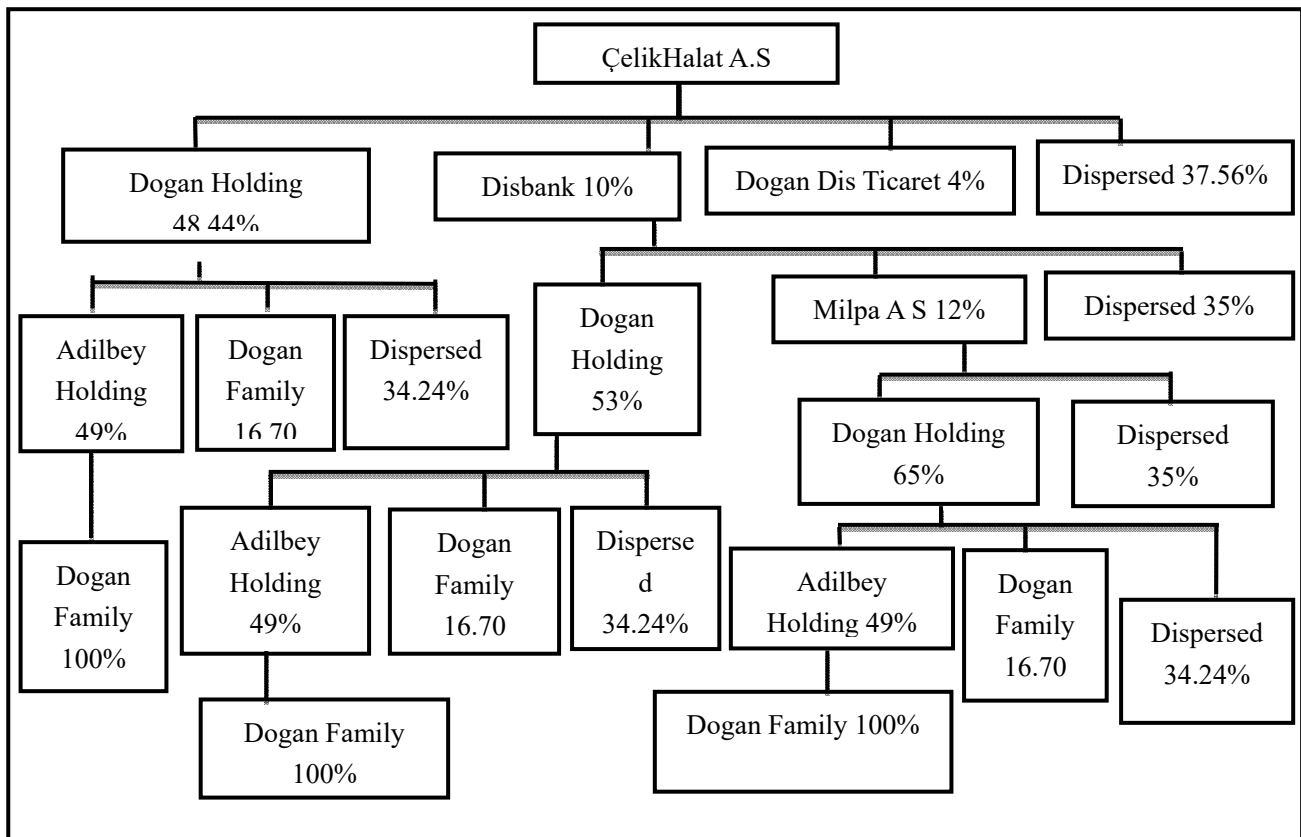 ÇelikHalat A.S
Dogan Holding
48.44%
Disbank 10%
Dogan Dis Ticaret 4%
Dispersed 37.56%
Adilbey
Holding
49%
Dogan
Family
16.70
Dispersed
34.24%
Dogan
Holding
53%
Milpa A S 12%
Dispersed 35%
Dogan Holding
65%
Dispersed
35%
Dogan
Family
100%
Adilbey
Holding
49%
Dogan
Family
16.70
Disperse
d
34.24%
Adilbey
Holding 49%
Dogan
Family
16.70
Dispersed
34.24%
Dogan Family
100%
Dogan Family 100%